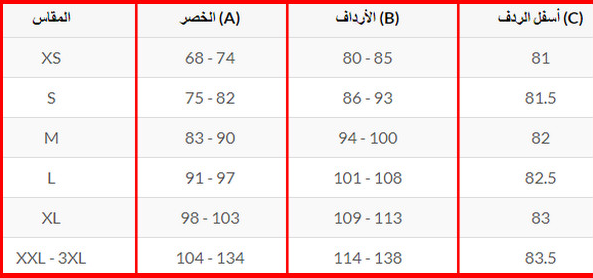 المقاس (A) الخصر (B) الأرداف (C) أسفل الردف
XS 68 - 74 80 - 85 81
S 75 - 82 86 - 93 81.5
M 83 - 90 94 - 100 82
L 91 - 97 101 - 108 82.5
XL 98 - 103 109 - 113 83
XXL - 3XL 104 - 134 114 - 138 83.5